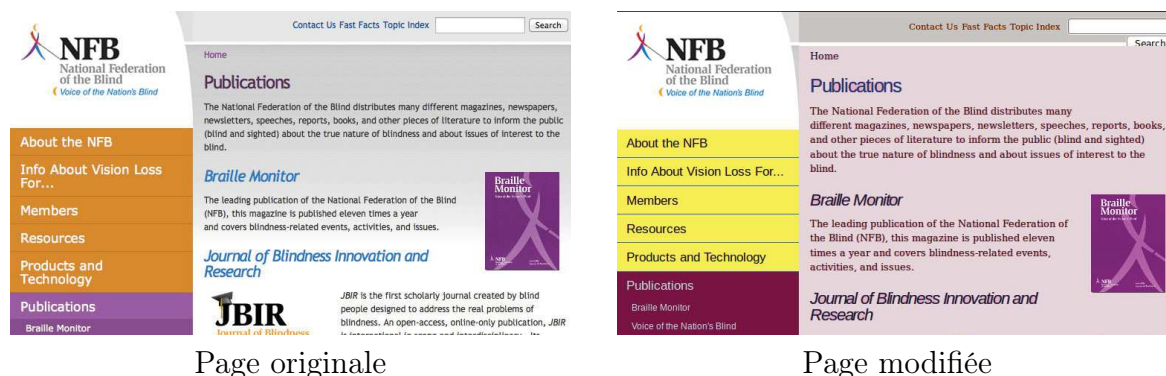 Contact Us Fast Facts Topic Index
Search
NFB
National Federation
of the Blind
Voice of the Nation's Blind
Home
Publications
The National Federation of the Blind distributes many different magazines, newspapers,
newsletters, speeches, reports, books, and other pieces of literature to inform the public
(blind and sighted) about the true nature of blindness and about issues of interest to the
blind.
About the NFB
Info About Vision Loss
For...
Members
Resources
Products and
Technology
Publications
Braille Monitor
Braille Monitor
The leading publication of the National Federation of the Blind
(NFB), this magazine is published eleven times a year
and covers blindness-related events, activities, and issues.
Braille
Monitor
NFB
Journal of Blindness Innovation and
Research
JBIR
Journal of Blindness
JBIR is the first scholarly journal created by blind
people designed to address the real problems of
blindness. An open-access, online-only publication, JBIR
Page originale
Contact Us Fast Facts Topic Index
Search
NFB
National Federation
of the Blind
Voice of the Nation's Blind
Home
Publications
The National Federation of the Blind distributes many
different magazines, newspapers, newsletters, speeches, reports, books,
and other pieces of literature to inform the public (blind and sighted)
about the true nature of blindness and about issues of interest to the
blind.
About the NFB
Info About Vision Loss For...
Members
Resources
Products and Technology
Publications
Braille Monitor
Voice of the Nation's Blind
Braille Monitor
The leading publication of the National Federation of
the Blind (NFB), this magazine is published eleven
times a year and covers blindness-related events,
activities, and issues.
Braille
Monitor
Journal of Blindness Innovation and
Research
Page modifiée